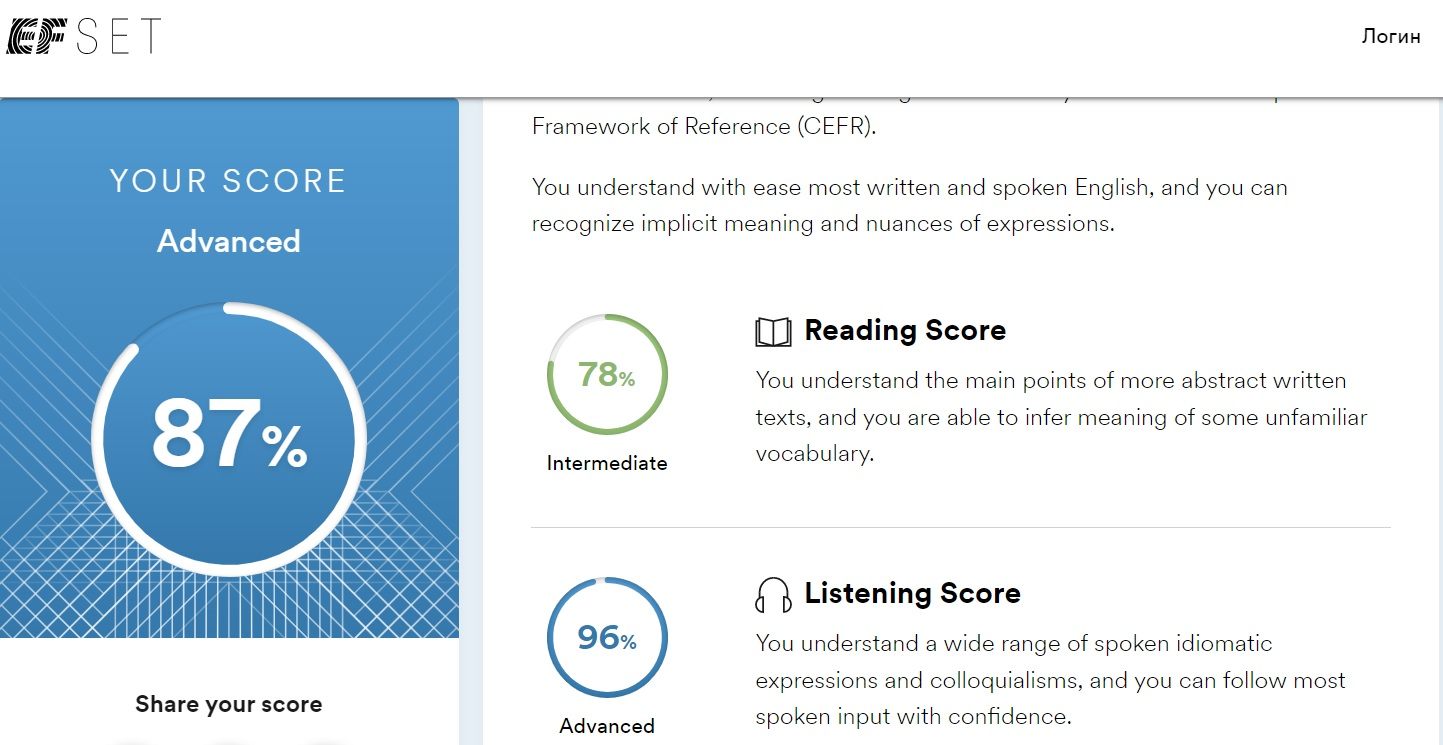 EF SET
Логин
YOUR SCORE
Advanced
87%
Share your score
Framework of Reference (CEFR).
You understand with ease most written and spoken English, and you can
recognize implicit meaning and nuances of expressions.
78%
Intermediate
Reading Score
You understand the main points of more abstract written
texts, and you are able to infer meaning of some unfamiliar
vocabulary.
96%
Advanced
Listening Score
You understand a wide range of spoken idiomatic
expressions and colloquialisms, and you can follow most
spoken input with confidence.